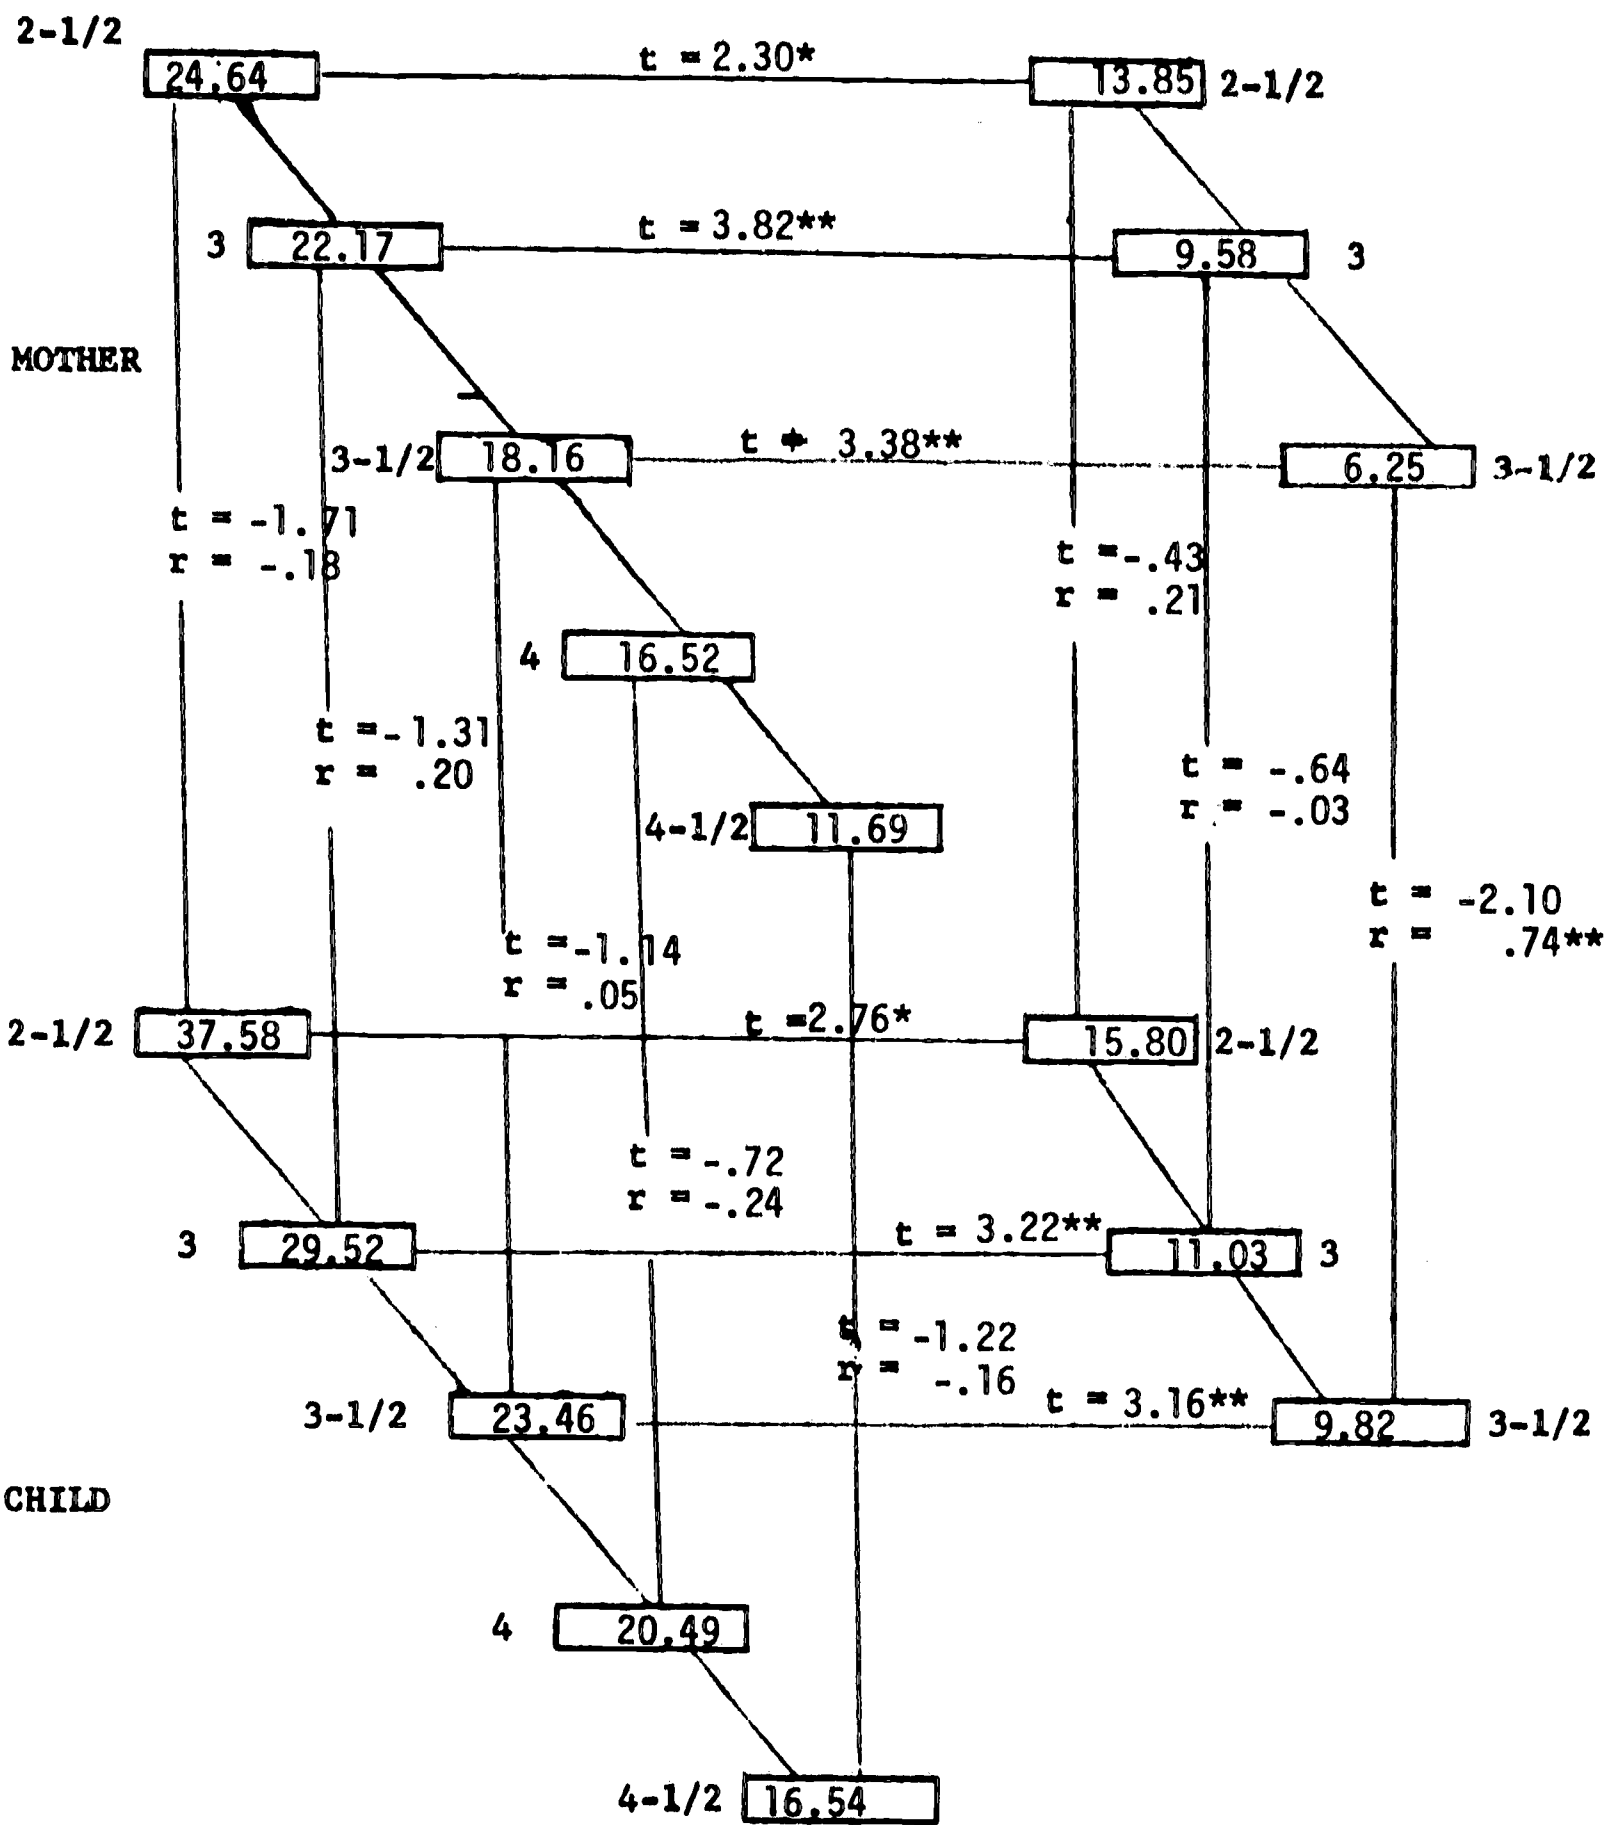 2-1/2
24.64
t = 2.30*
13.85 2-1/2
3 22.17
t = 3.82**
9.58 3
MOTHER
3-1/2 18.16
t = 3.38**
6.25 3-1/2
t = -1.71
r = -.18
t = -.43
r = .21
4 16.52
t = -1.31
r = .20
t = -.64
r = -.03
4-1/2 11.69
t = -2.10
r = .74**
t = -1.14
r = .05
2-1/2 37.58
t = 2.76*
15.80 2-1/2
t = -.72
r = -.24
3 29.52
t = 3.22**
11.03 3
t = -1.22
r = -.16
3-1/2 23.46
t = 3.16**
9.82 3-1/2
CHILD
4 20.49
4-1/2 16.54